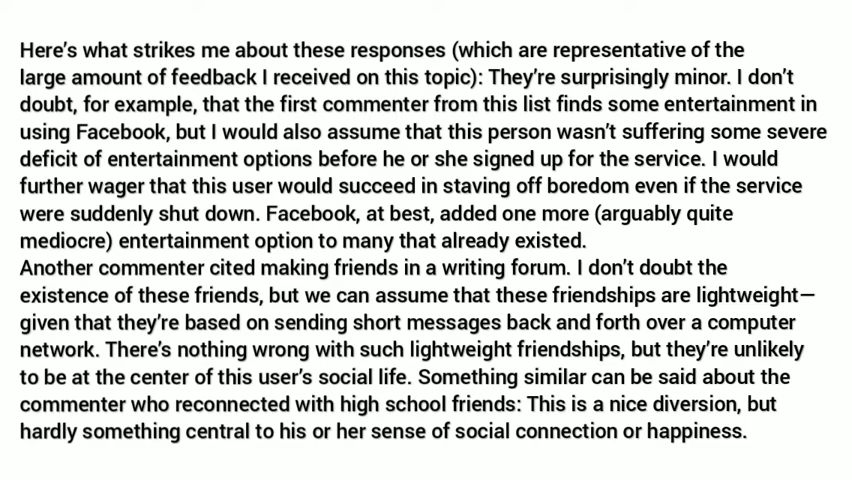 Here's what strikes me about these responses (which are representative of the
large amount of feedback I received on this topic): They're surprisingly minor. I don't
doubt, for example, that the first commenter from this list finds some entertainment in
using Facebook, but I would also assume that this person wasn't suffering some severe
deficit of entertainment options before he or she signed up for the service. I would
further wager that this user would succeed in staving off boredom even if the service
were suddenly shut down. Facebook, at best, added one more (arguably quite
mediocre) entertainment option to many that already existed.
Another commenter cited making friends in a writing forum. I don't doubt the
existence of these friends, but we can assume that these friendships are lightweight—
given that they're based on sending short messages back and forth over a computer
network. There's nothing wrong with such lightweight friendships, but they're unlikely
to be at the center of this user's social life. Something similar can be said about the
commenter who reconnected with high school friends: This is a nice diversion, but
hardly something central to his or her sense of social connection or happiness.